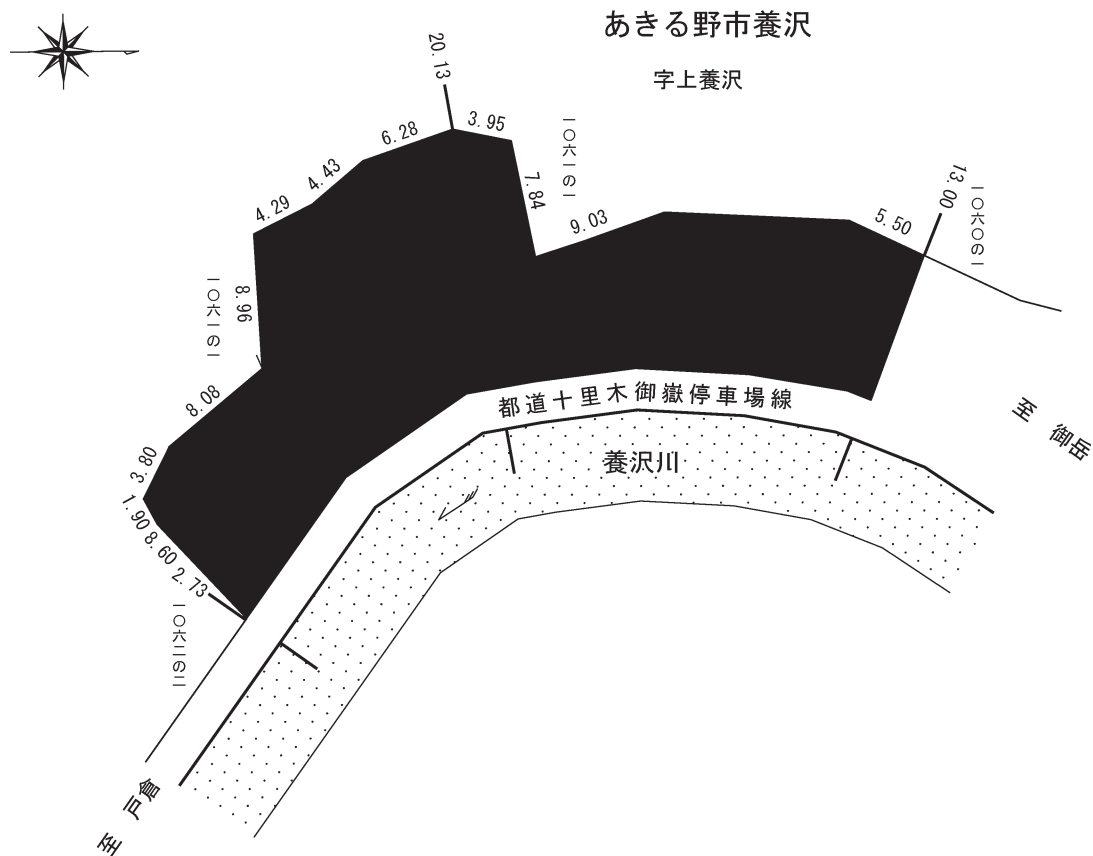 あきる野市養沢
字上養沢
20.13
3.95
6.28
4.43
4.29
7.84
一〇六一の一
9.03
5.50
13.00
一〇六〇の一
8.96
一〇六一の一
8.08
3.80
1.90
8.60
2.73
一〇六二の二
都道十里木御嶽停車場線
養沢川
至 御岳
至 戸倉